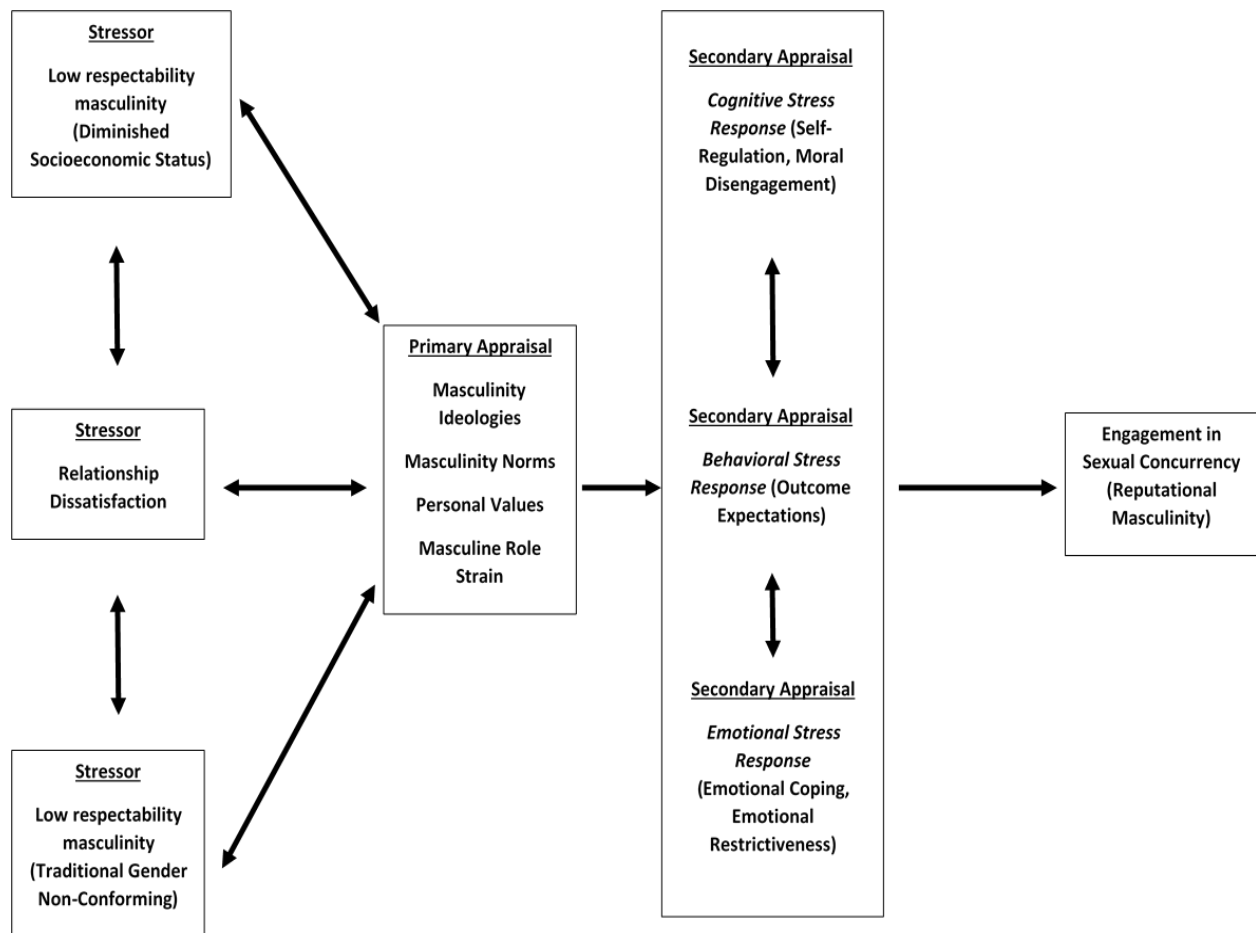 Stressor
Low respectability
masculinity
(Diminished
Socioeconomic Status)
Stressor
Relationship
Dissatisfaction
Stressor
Low respectability
masculinity
(Traditional Gender
Non-Conforming)
Primary Appraisal
Masculinity
Ideologies
Masculinity Norms
Personal Values
Masculine Role
Strain
Secondary Appraisal
Cognitive Stress
Response (Self-
Regulation, Moral
Disengagement)
Secondary Appraisal
Behavioral Stress
Response (Outcome
Expectations)
Secondary Appraisal
Emotional Stress
Response
(Emotional Coping,
Emotional
Restrictiveness)
Engagement in
Sexual Concurrency
(Reputational
Masculinity)